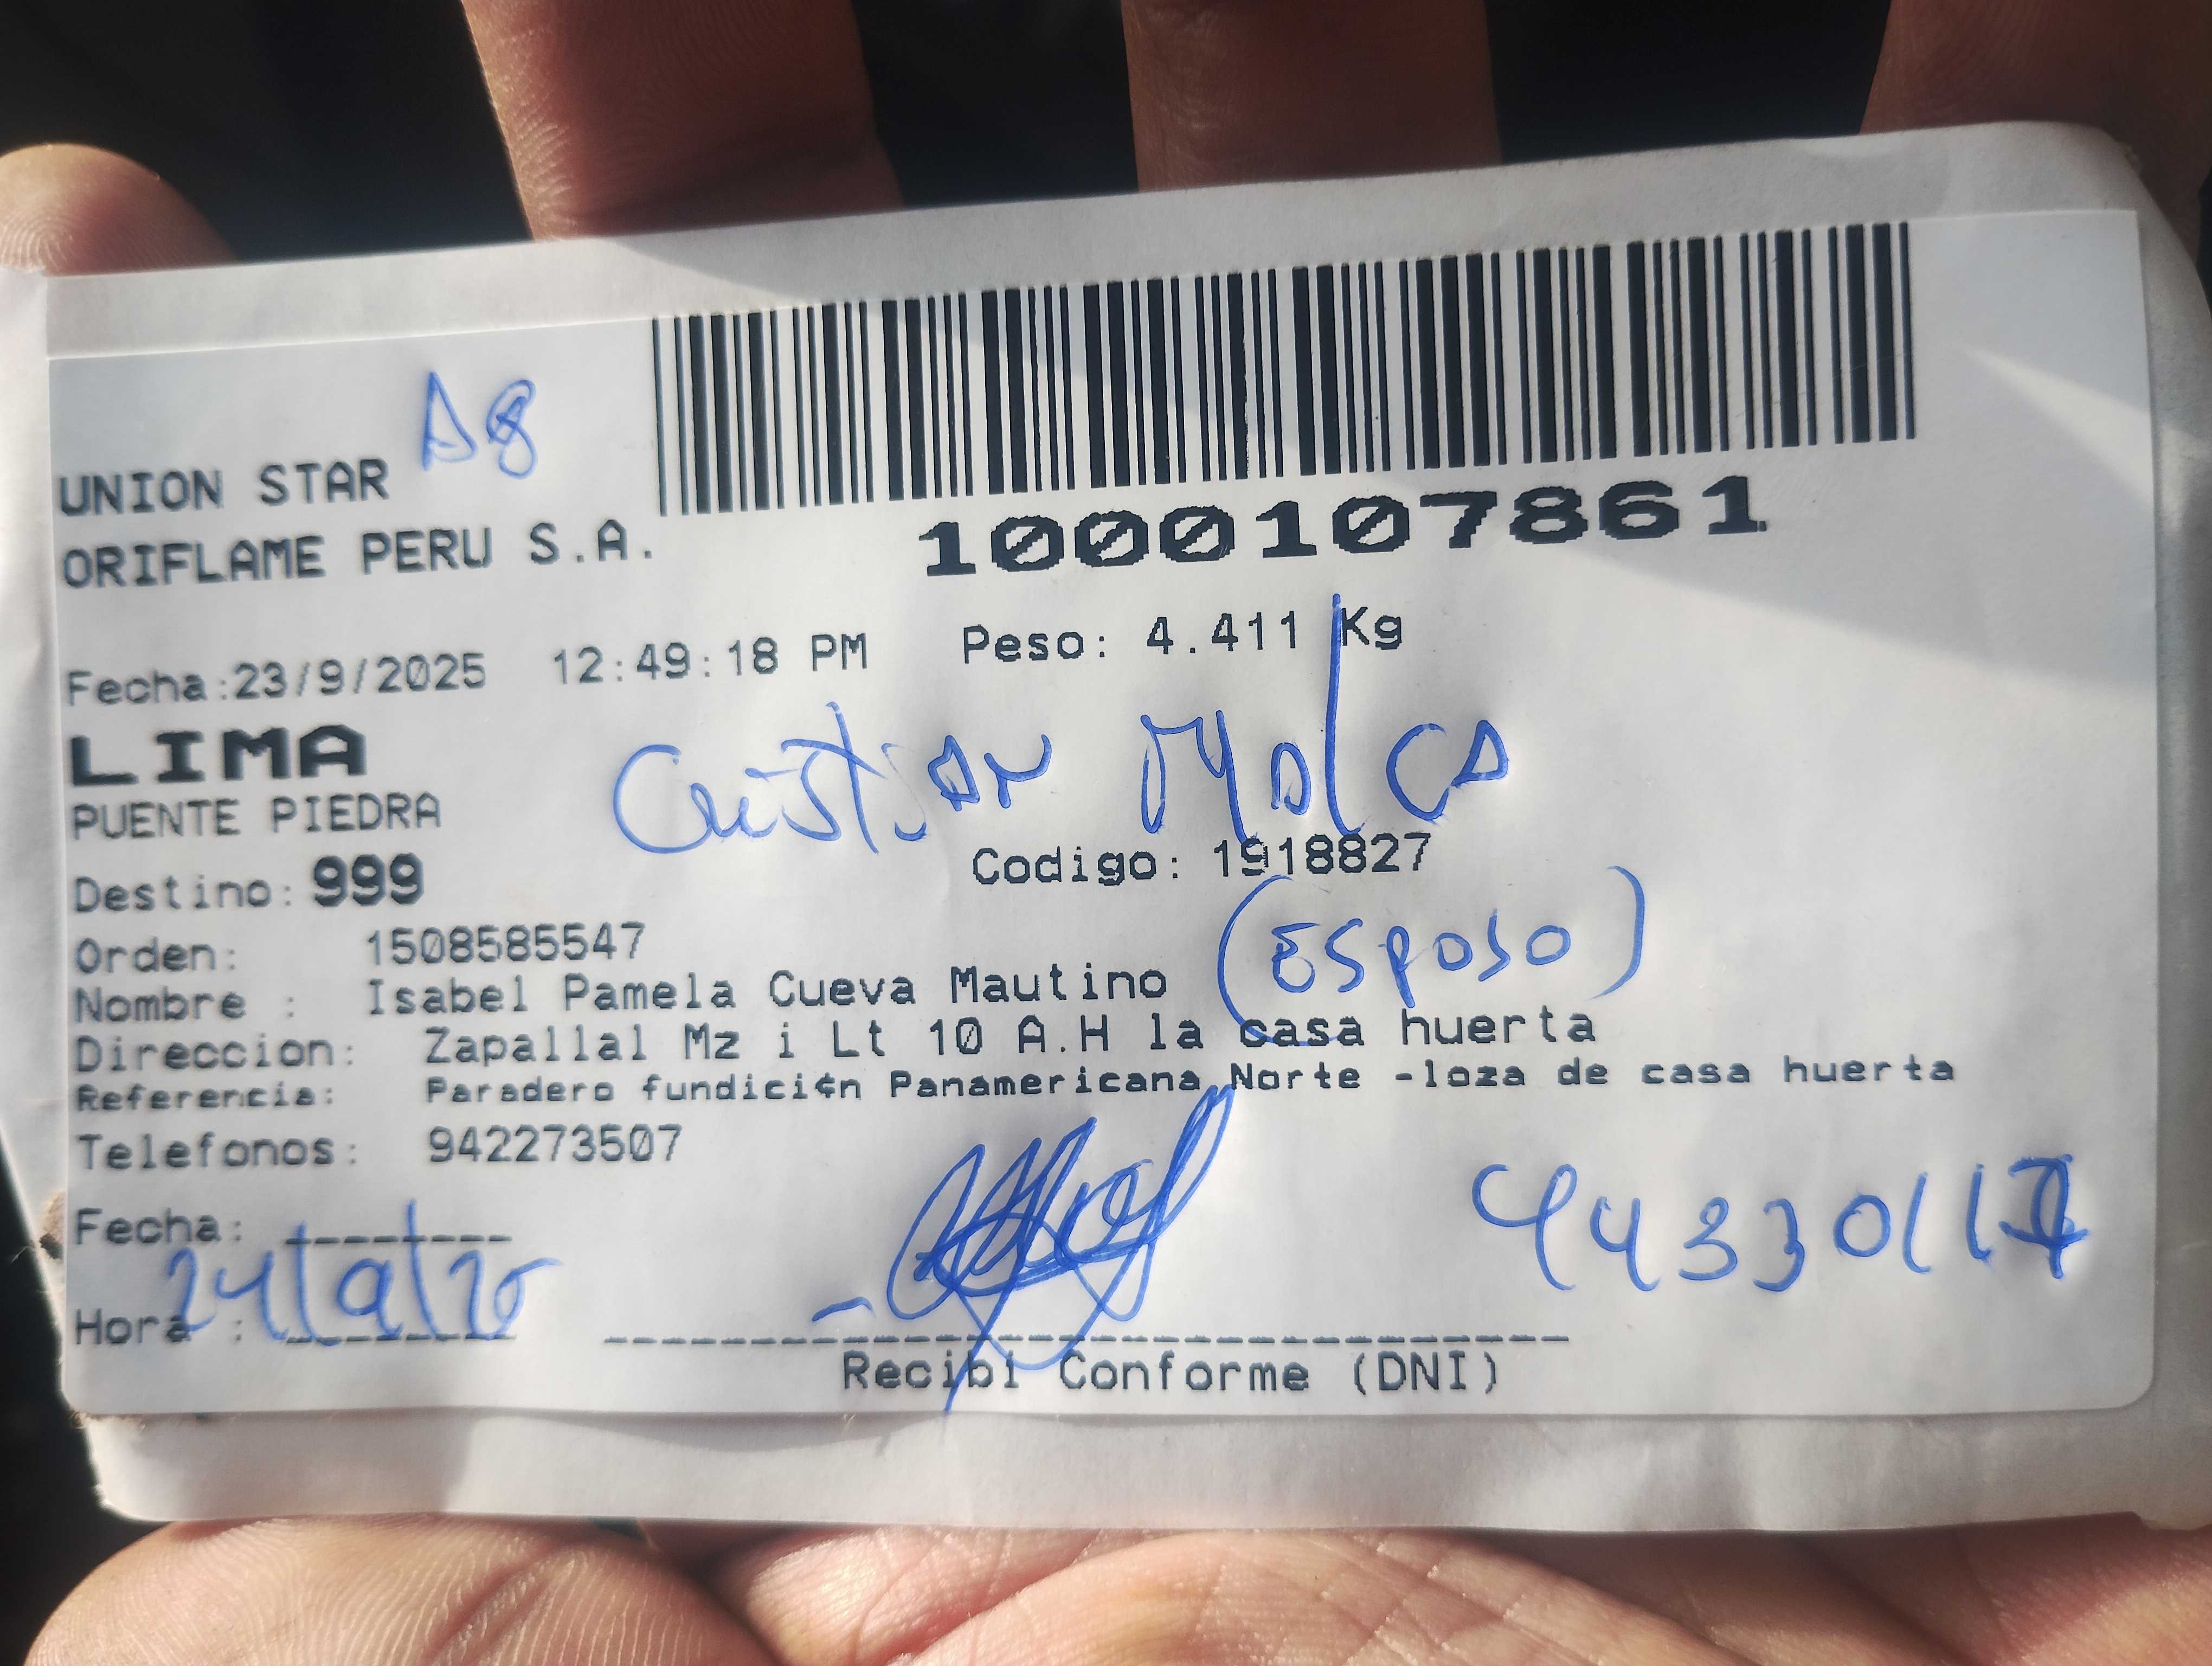 A8
UNION STAR
ORIFLAME PERU S.A.
1000107861
Fecha:23/9/2025 12:49:18 PM Peso: 4.411 Kg
LIMA
Cristian Malca
PUENTE PIEDRA
Codigo: 1918827
Destino: 999
(Esposo)
Orden: 1508585547
Nombre : Isabel Pamela Cueva Mautino
Direccion: Zapallal Mz i Lt 10 A.H la casa huerta
Referencia: Paradero fundici¢n Panamericana Norte -loza de casa huerta
Telefonos: 942273507
Fecha: 24/9/25
Hora :
Recibi Conforme (DNI)